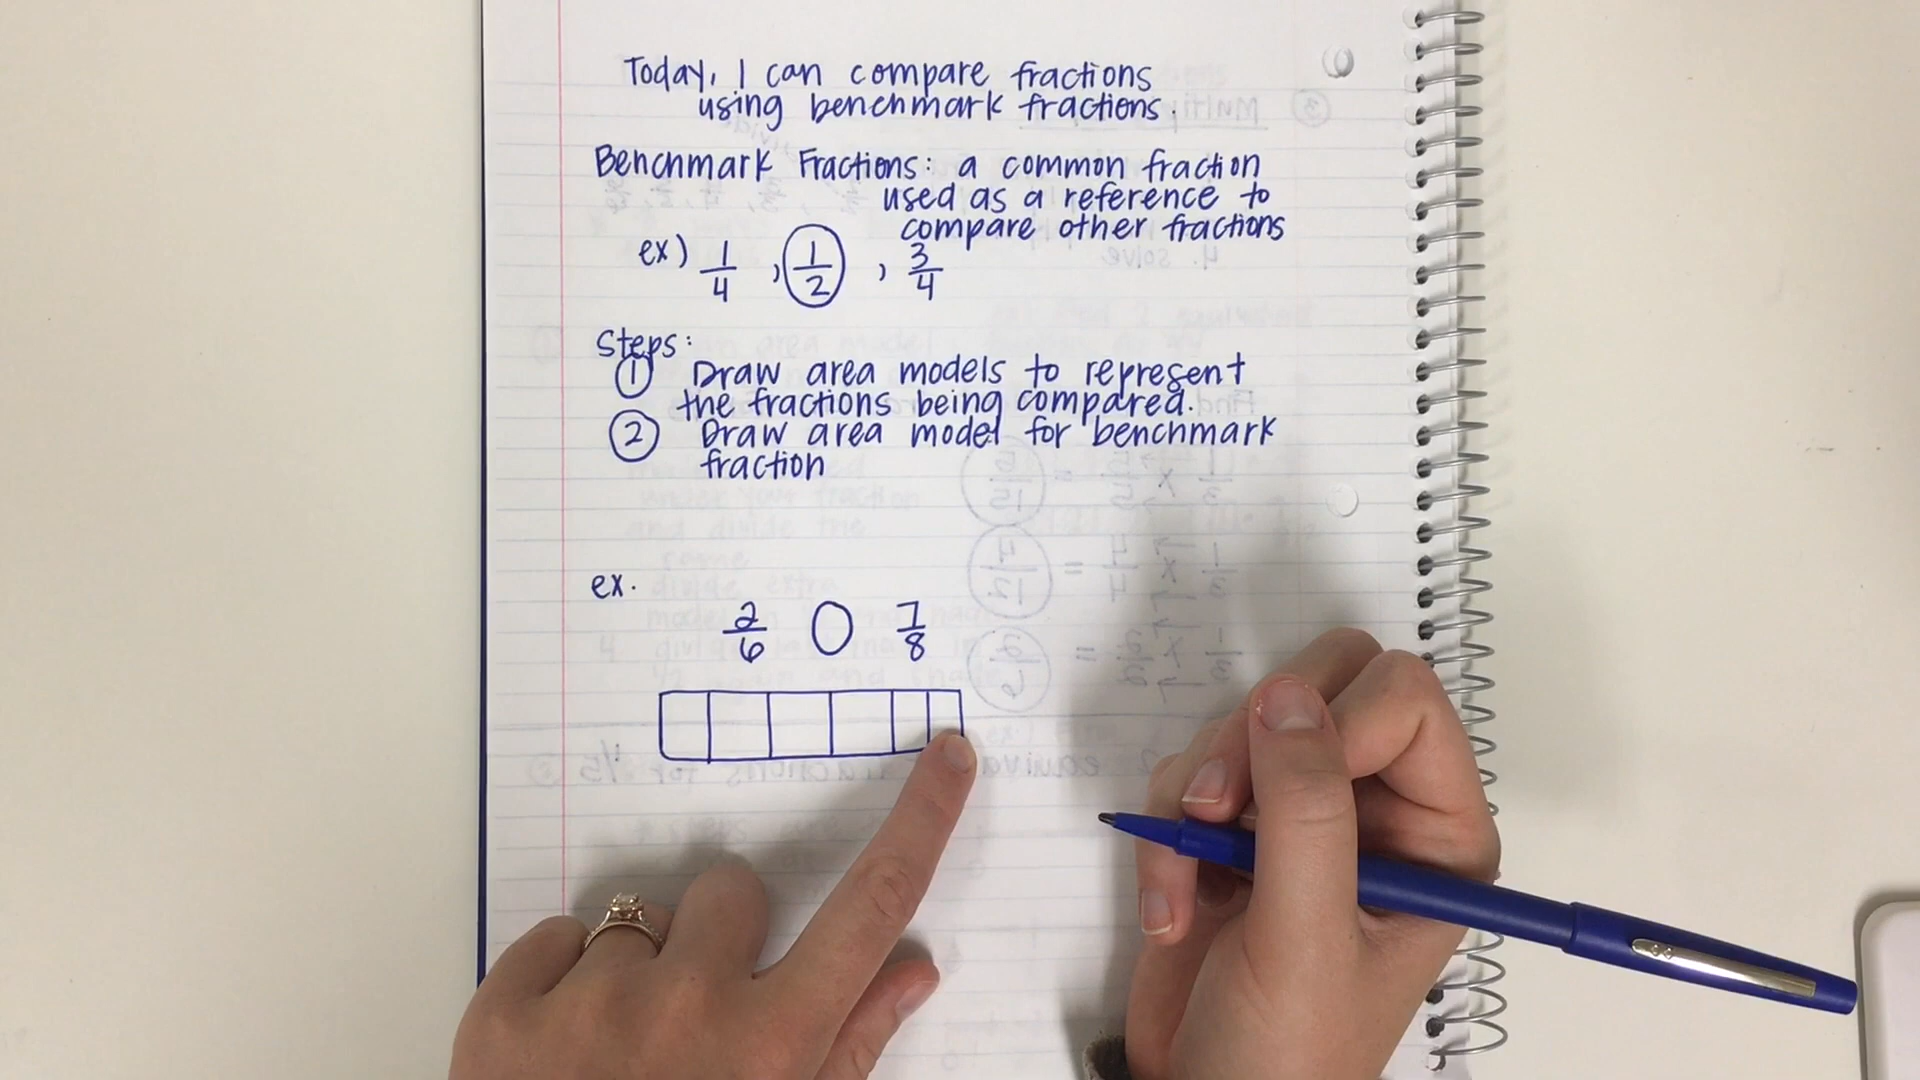 Today, I can compare fractions
using benchmark fractions.
Benchmark Fractions: a common fraction
used as a reference to
compare other fractions
ex) 1/4, 1/2, 3/4
Steps:
① Draw area models to represent
the fractions being compared.
② Draw area model for benchmark
fraction
ex.
2/6 O 7/8